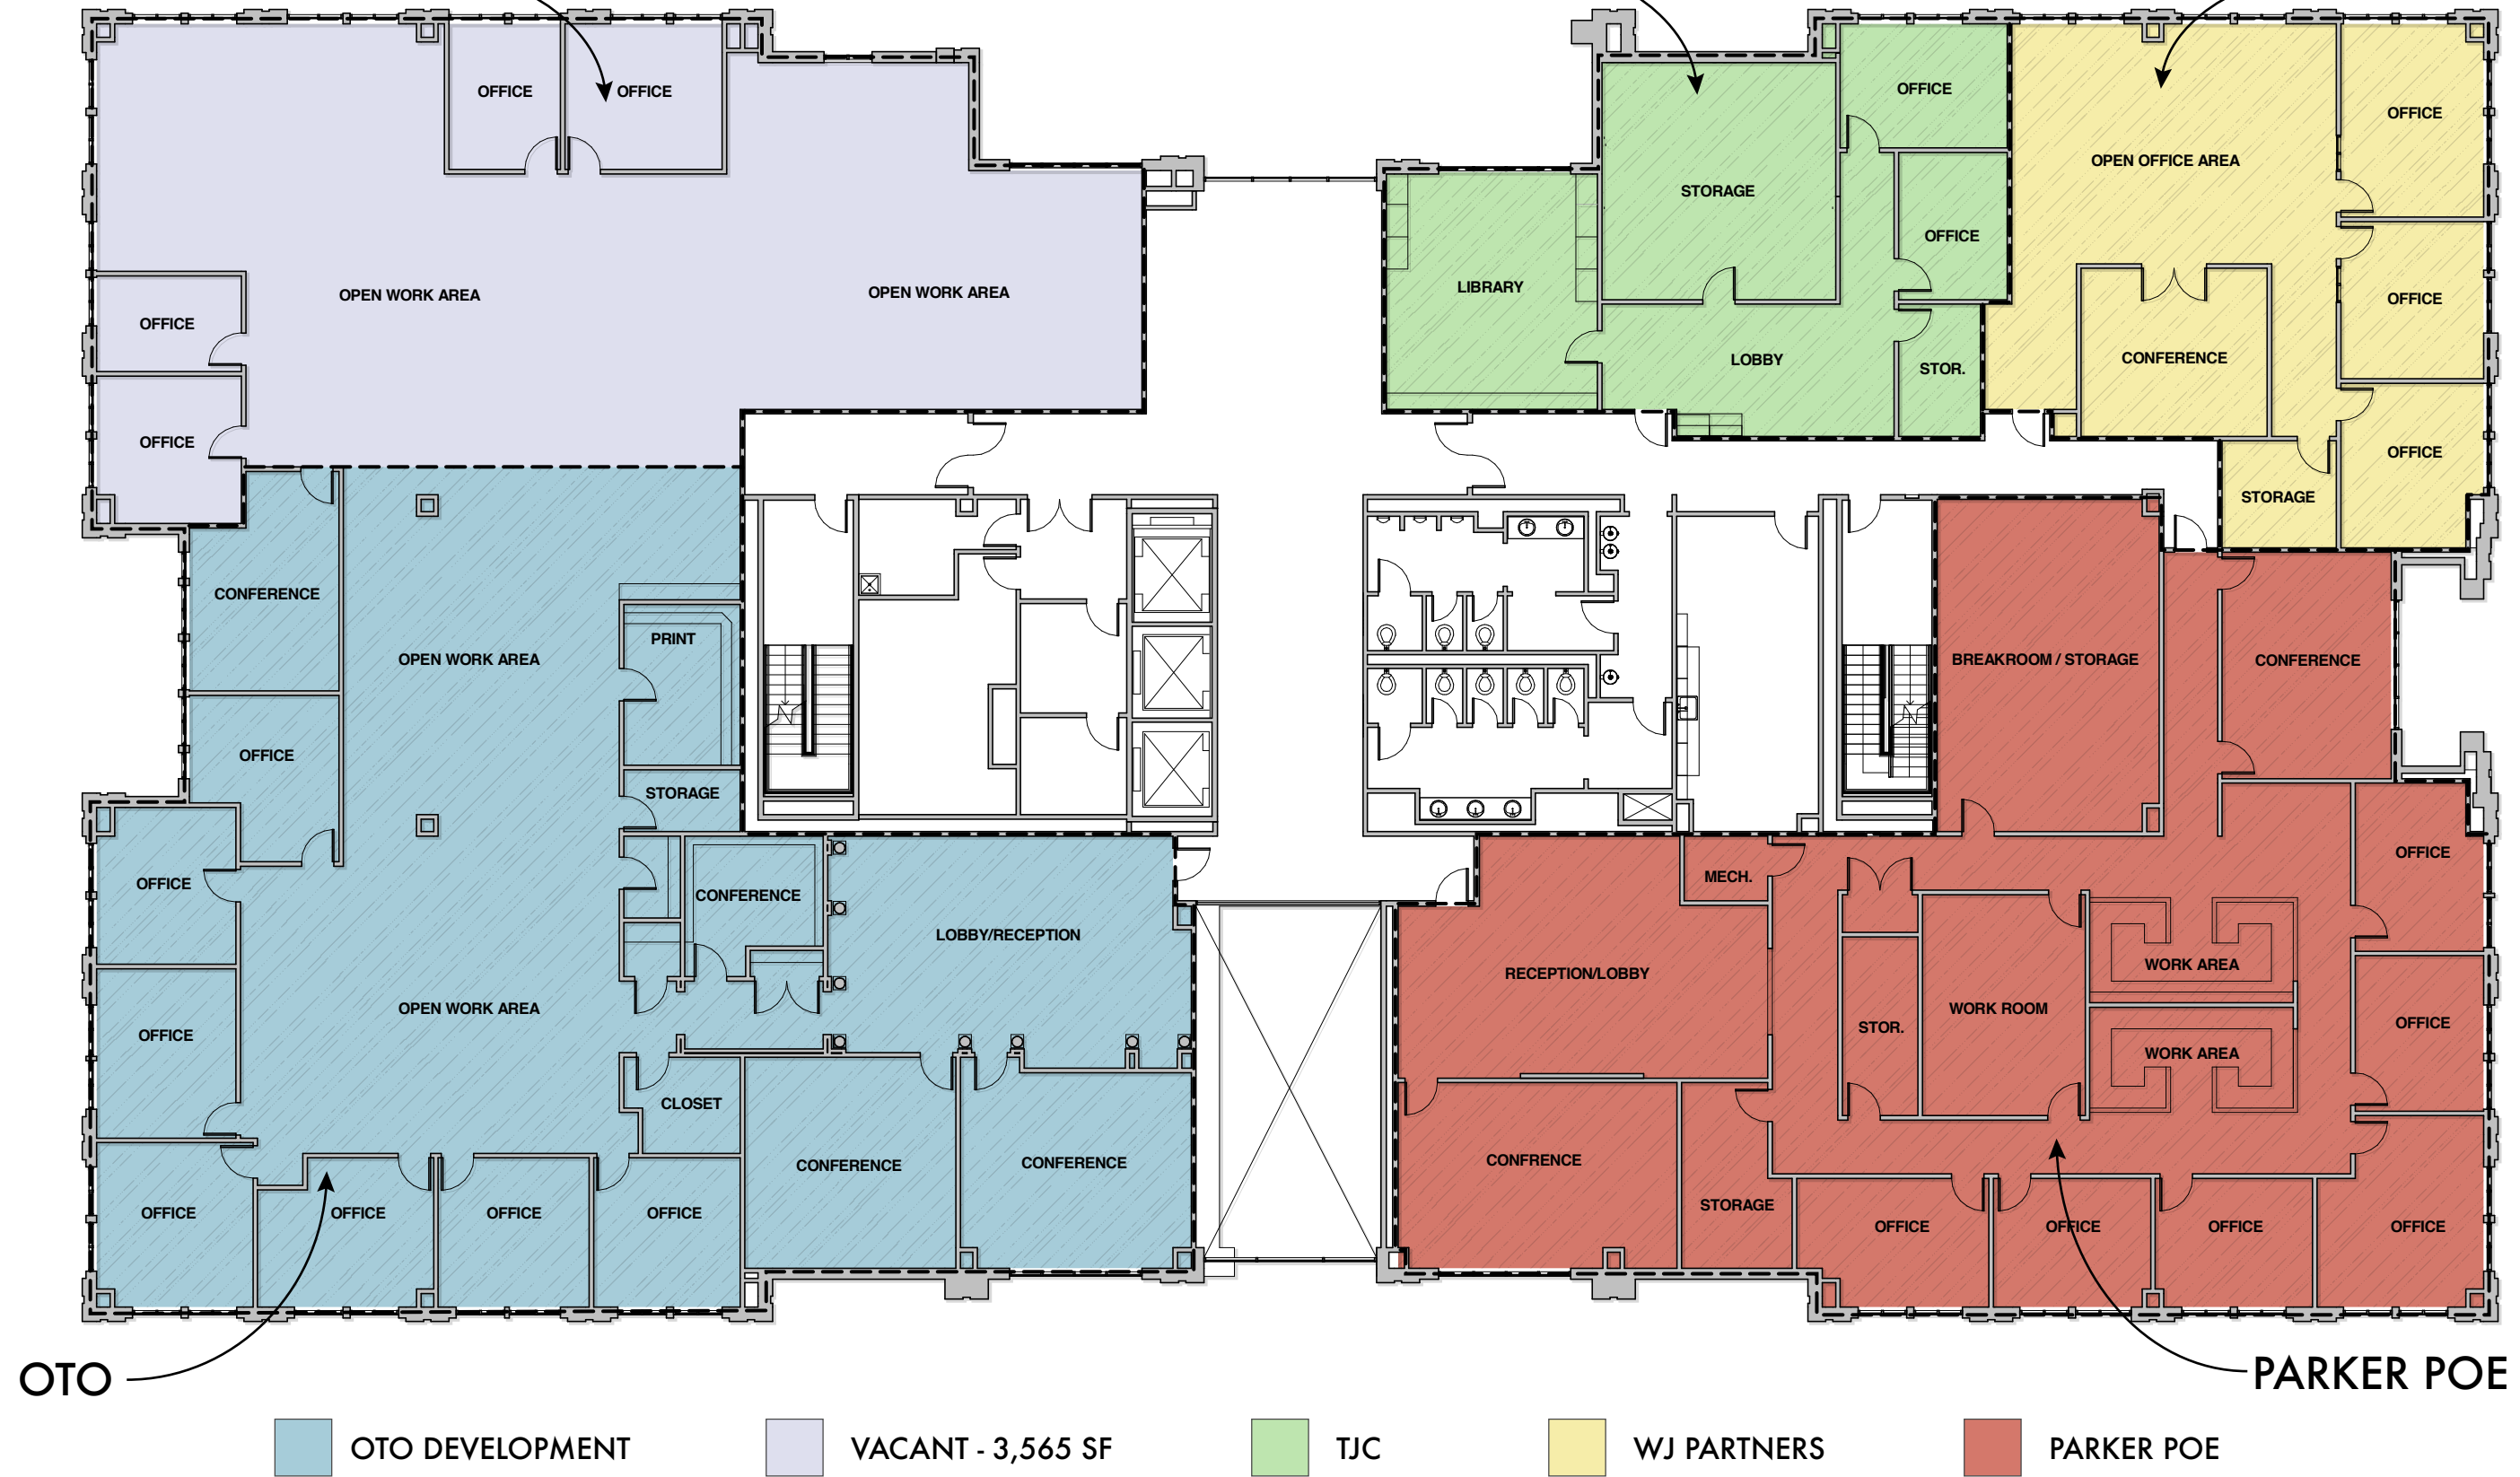 OFFICE
OFFICE
OFFICE
OFFICE
OPEN OFFICE AREA
STORAGE
OFFICE
LIBRARY
OPEN WORK AREA
OPEN WORK AREA
OFFICE
OFFICE
LOBBY
CONFERENCE
STOR.
OFFICE
OFFICE
STORAGE
CONFERENCE
PRINT
OPEN WORK AREA
BREAKROOM / STORAGE
CONFERENCE
OFFICE
STORAGE
OFFICE
MECH.
OFFICE
CONFERENCE
LOBBY/RECEPTION
WORK AREA
RECEPTION/LOBBY
OPEN WORK AREA
WORK ROOM
OFFICE
STOR.
OFFICE
WORK AREA
CLOSET
CONFERENCE
CONFERENCE
CONFRENCE
STORAGE
OFFICE
OFFICE
OFFICE
OFFICE
OFFICE
OFFICE
OFFICE
OFFICE
OTO
PARKER POE
OTO DEVELOPMENT
VACANT - 3,565 SF
TJC
WJ PARTNERS
PARKER POE